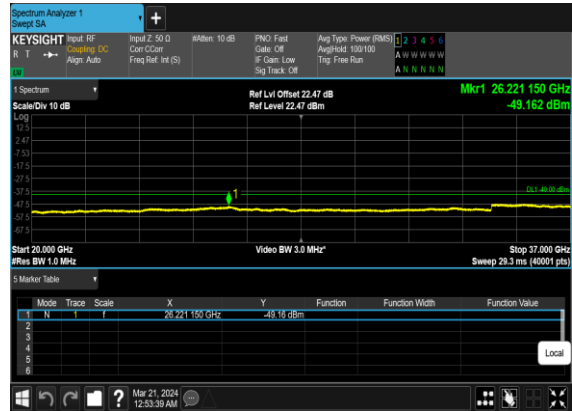 Spectrum Analyzer 1
Swept SA
+
KEYSIGHT Input: RF Input Z: 50 Ω #Atten: 10 dB PNO: Fast Avg Type: Power (RMS) 1 2 3 4 5 6
R T Coupling: DC Corr CCorr Gate: Off Avg|Hold: 100/100 A W W W W W
Align: Auto Freq Ref: Int (S) IF Gain: Low Trig: Free Run
Sig Track: Off A N N N N N
1 Spectrum Ref Lvl Offset 22.47 dB Mkr1 26.221 150 GHz
Scale/Div 10 dB Ref Level 22.47 dBm -49.162 dBm
Log
12.5
2.47
-7.53
-17.5
-27.5
-37.5 1 DL1 -40.00 dBm
-47.5
-57.5
-67.5
Start 20.000 GHz Video BW 3.0 MHz* Stop 37.000 GHz
#Res BW 1.0 MHz Sweep 29.3 ms (40001 pts)
5 Marker Table
Mode Trace Scale X Y Function Function Width Function Value
1 N 1 f 26.221 150 GHz -49.16 dBm
2
3
4
5
6
Local
? Mar 21, 2024
12:53:39 AM